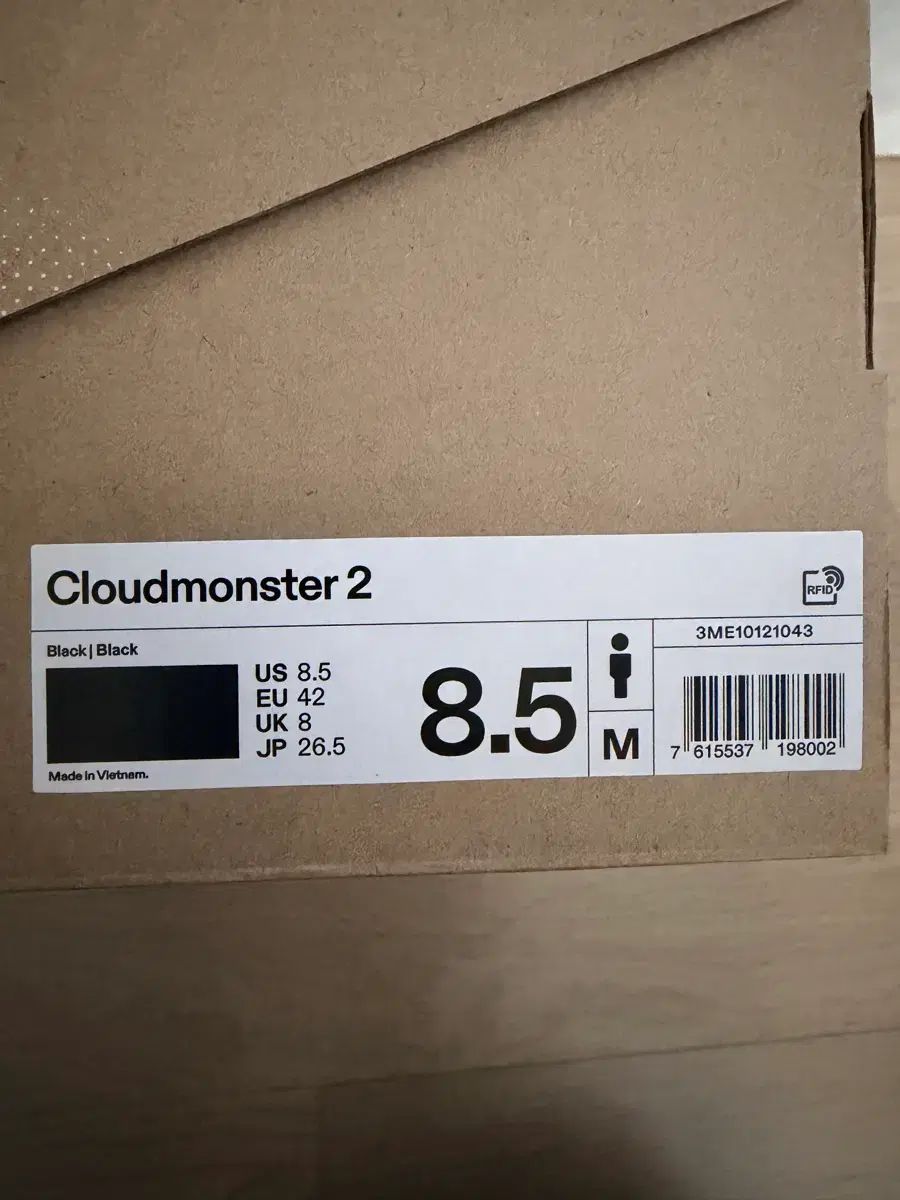 Cloudmonster 2
RFID
Black | Black
US 8.5
EU 42
UK 8
JP 26.5
Made in Vietnam.
8.5
M
3ME10121043
7 615537 198002